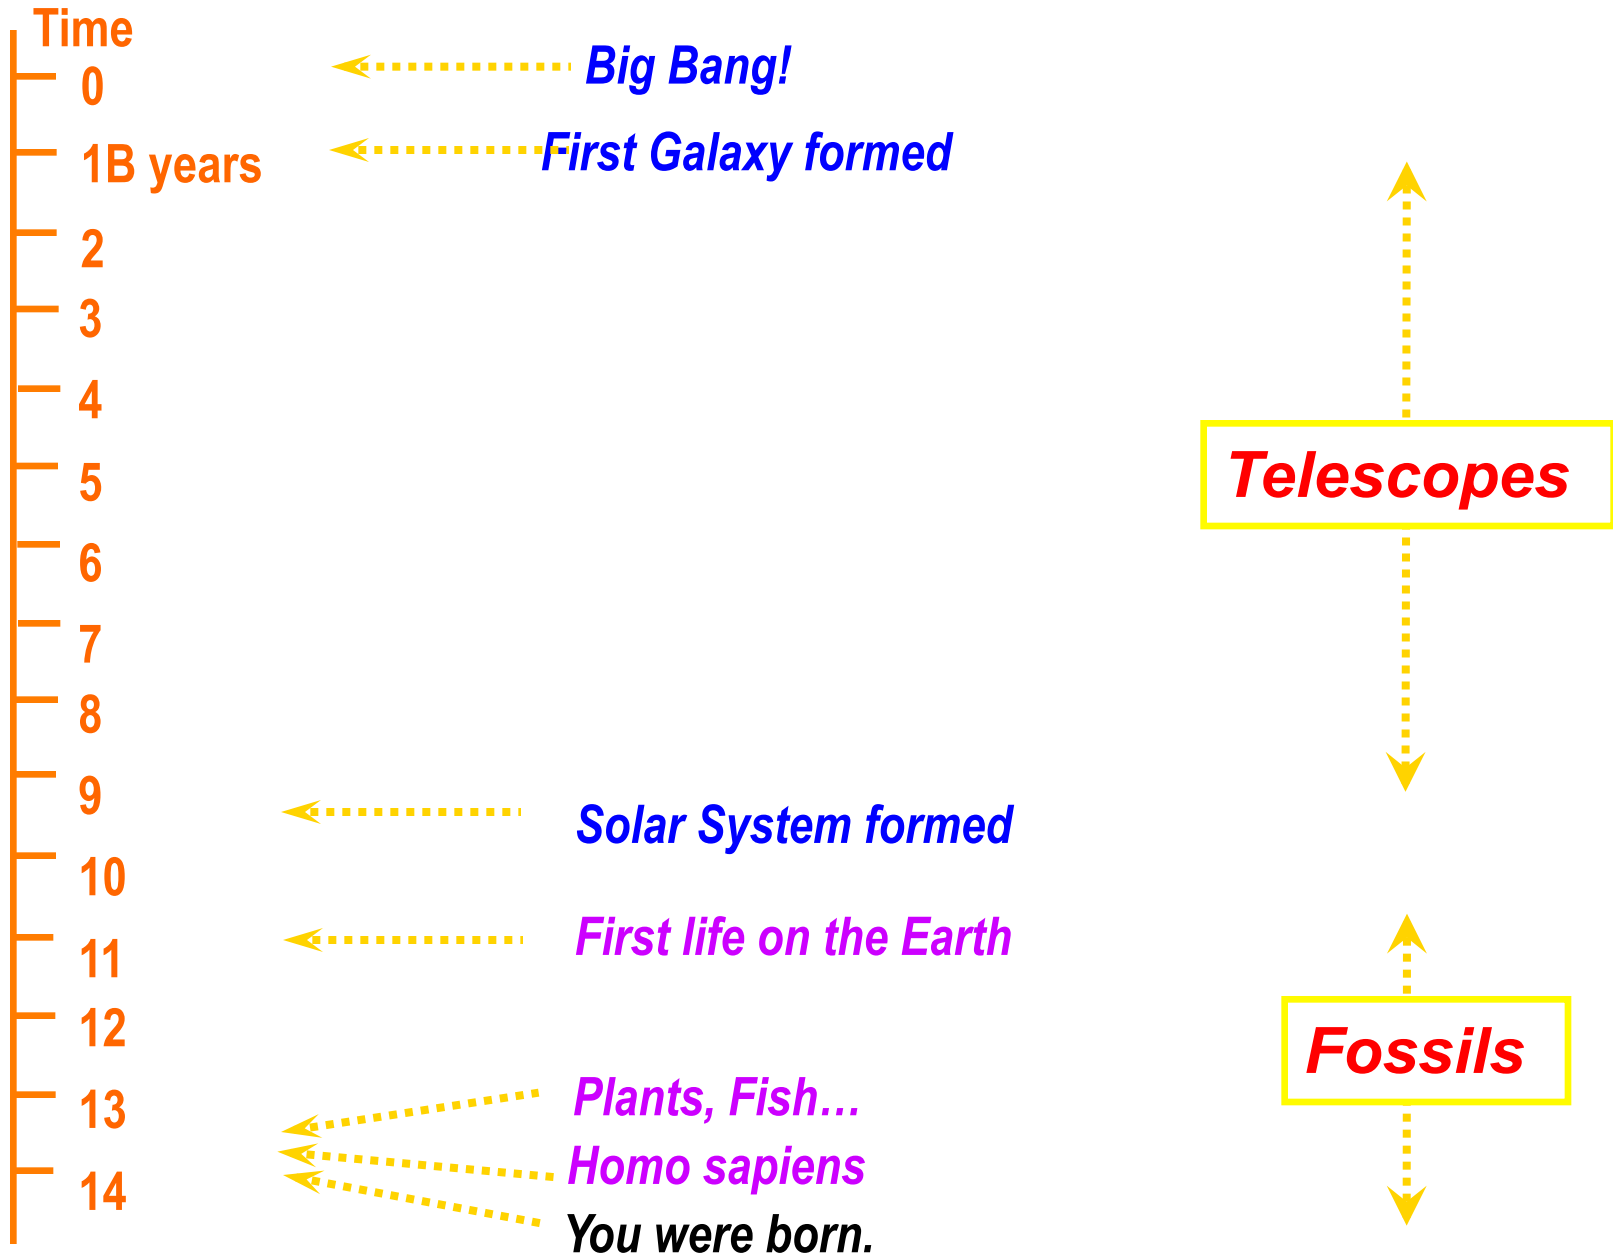 Time
0
Big Bang!
1B years
First Galaxy formed
2
3
4
5
Telescopes
6
7
8
9
Solar System formed
10
11
First life on the Earth
12
Fossils
13
Plants, Fish…
Homo sapiens
14
You were born.